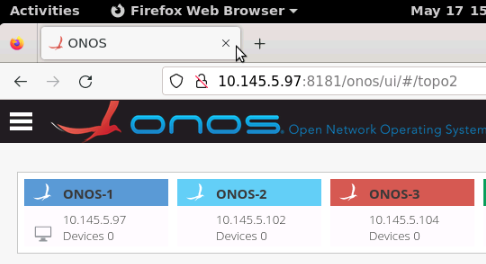 Activities Firefox Web Browser May 17 15
ONOS
10.145.5.97:8181/onos/ui/#/topo2
onos. Open Network Operating System
ONOS-1 ONOS-2 ONOS-3
10.145.5.97 10.145.5.102 10.145.5.104
Devices 0 Devices 0 Devices 0